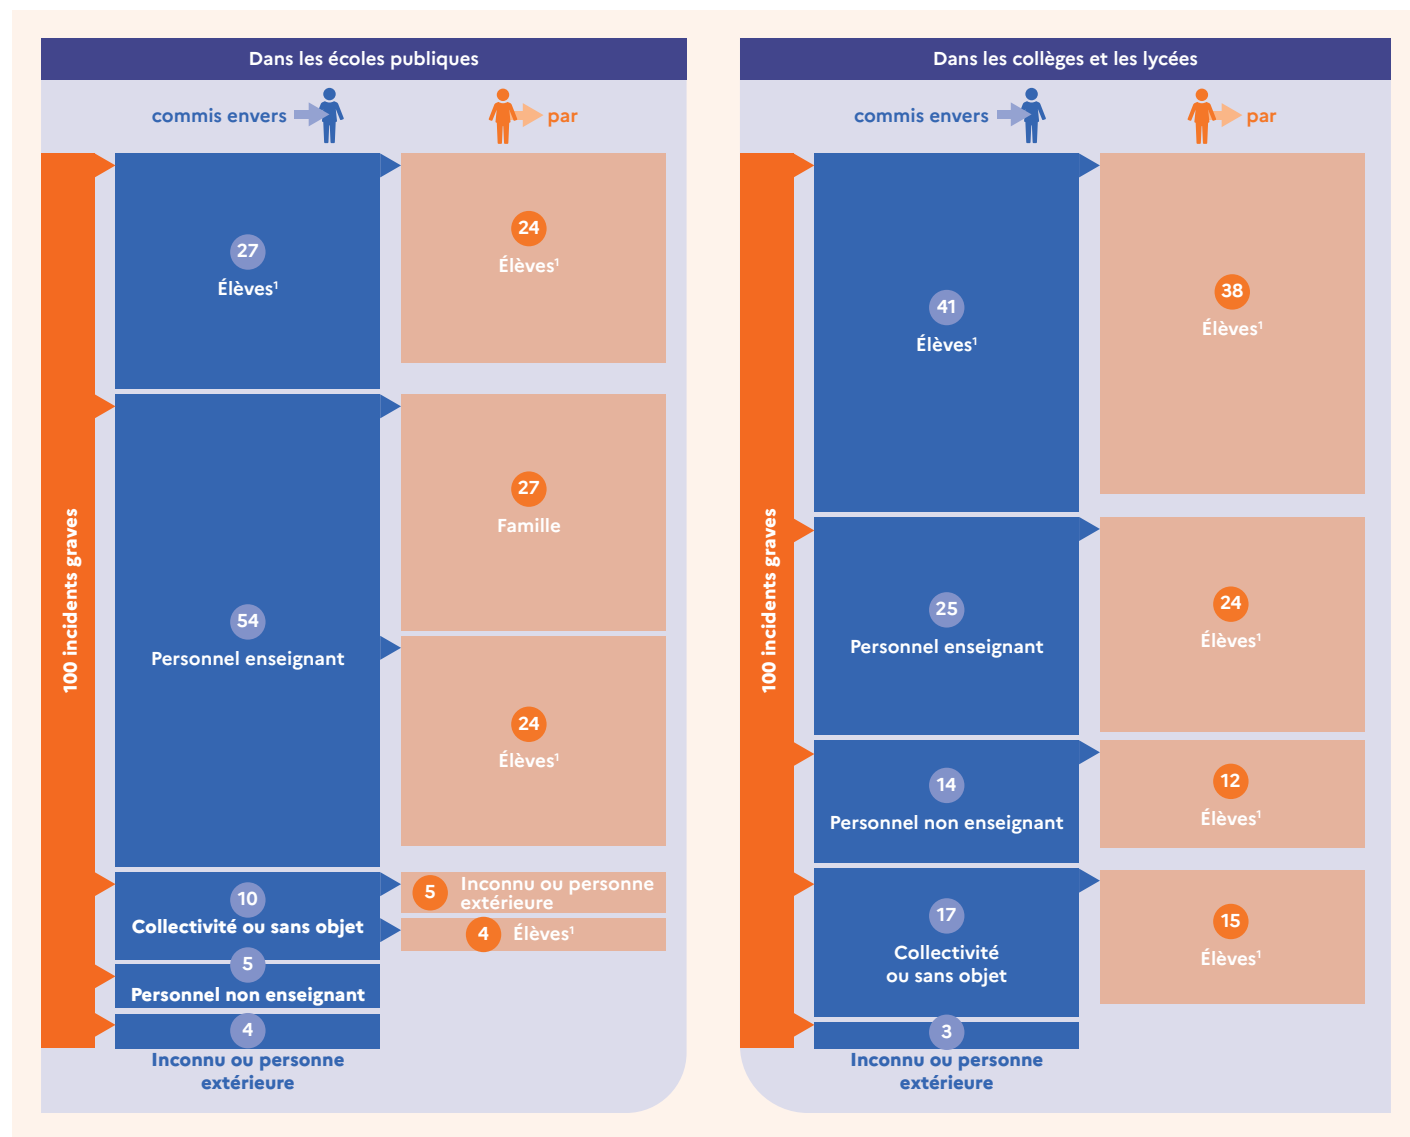 Dans les écoles publiques
commis envers
par
100 incidents graves
27
Élèves¹
24
Élèves¹
54
Personnel enseignant
27
Famille
24
Élèves¹
10
Collectivité ou sans objet
5
Inconnu ou personne
extérieure
4
Élèves¹
5
Personnel non enseignant
4
Inconnu ou personne
extérieure
Dans les collèges et les lycées
commis envers
par
100 incidents graves
41
Élèves¹
38
Élèves¹
25
Personnel enseignant
24
Élèves¹
14
Personnel non enseignant
12
Élèves¹
17
Collectivité
ou sans objet
15
Élèves¹
3
Inconnu ou personne
extérieure